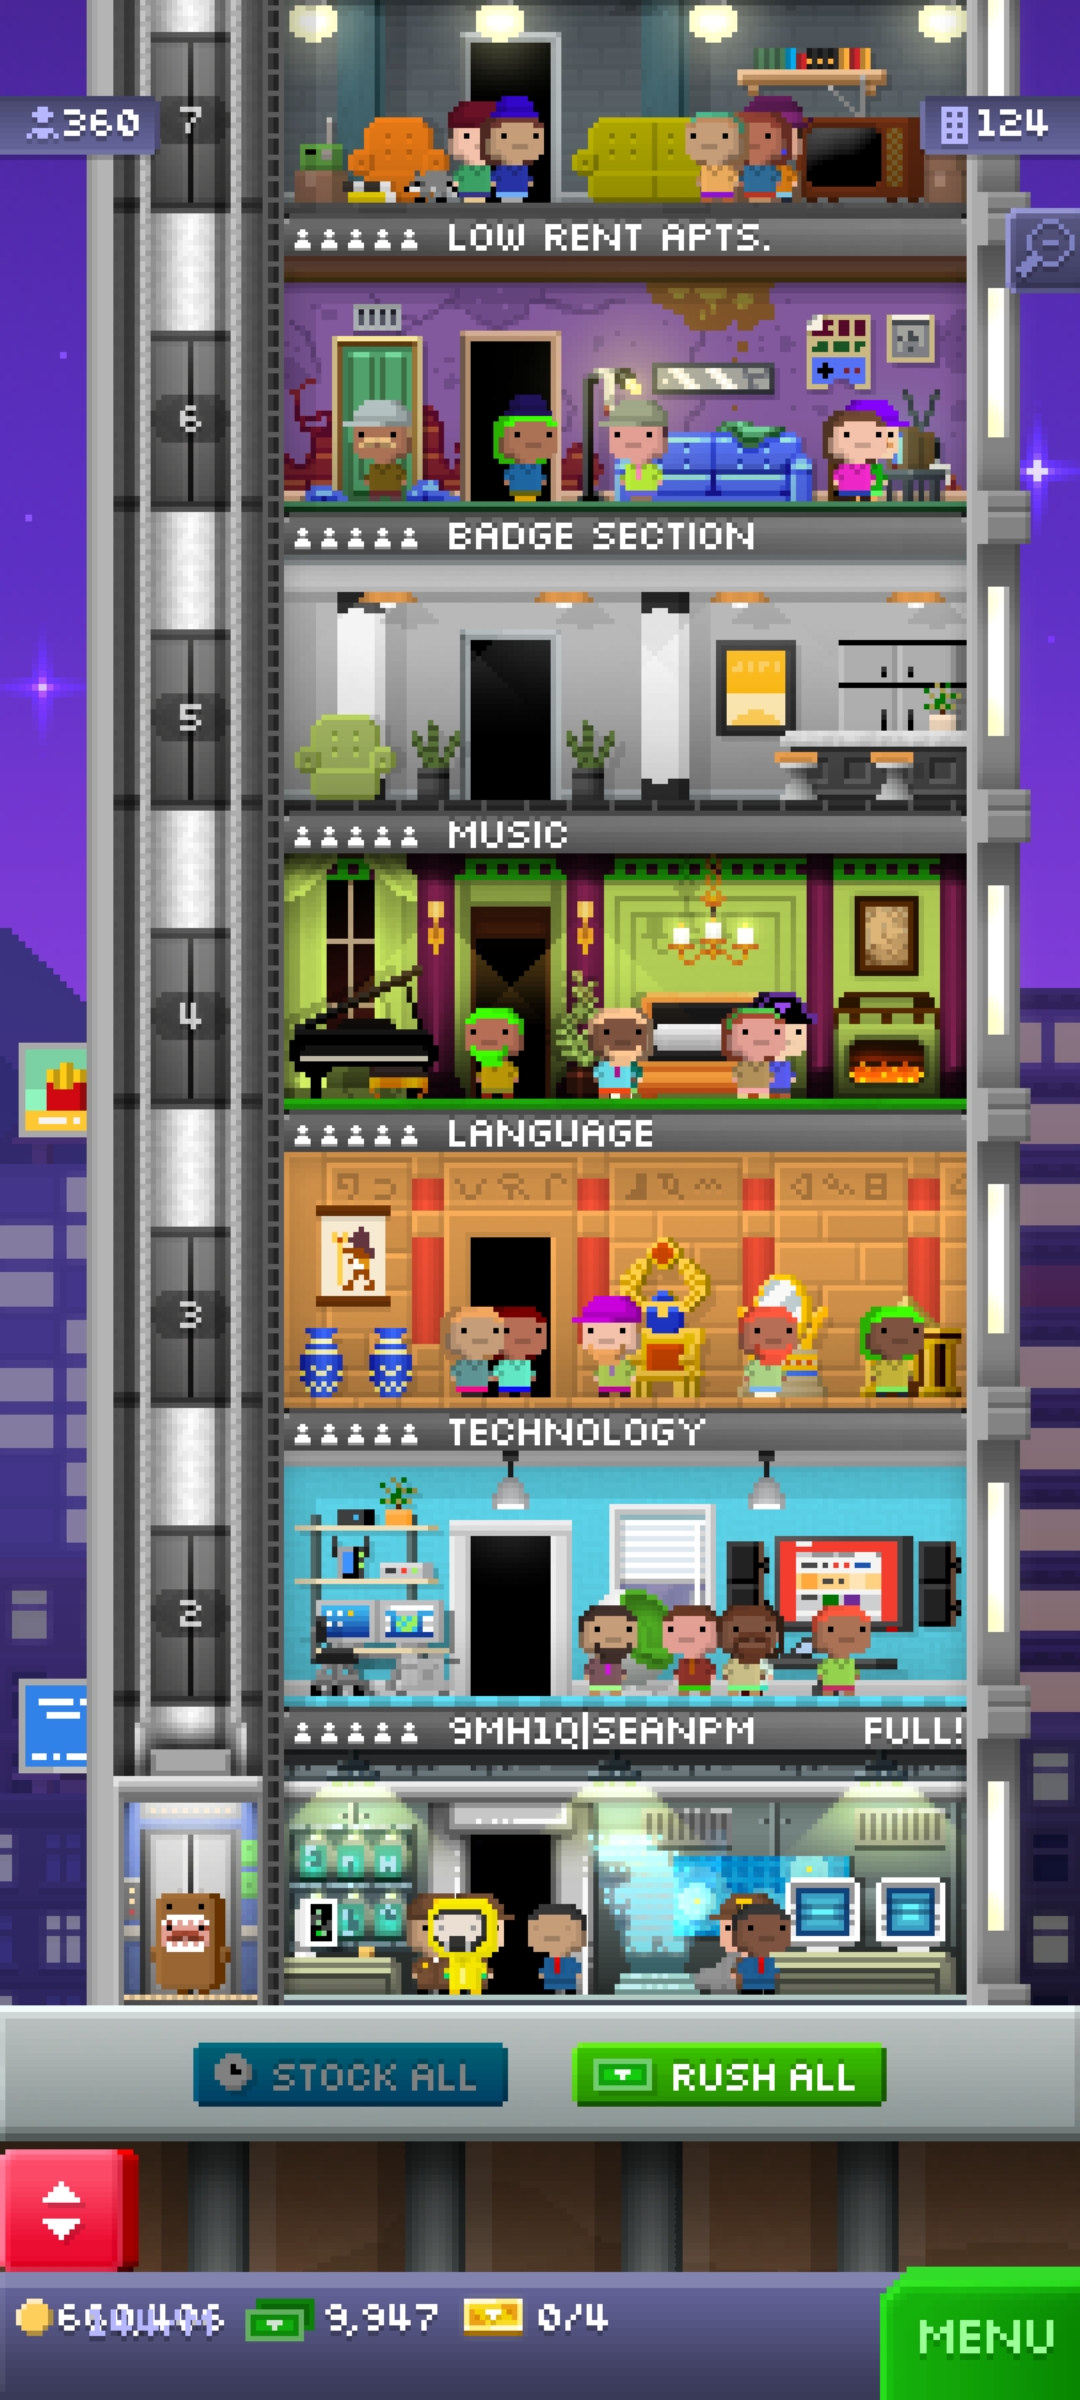 7
360
124
LOW RENT APTS.
6
BADGE SECTION
5
MUSIC
4
LANGUAGE
3
TECHNOLOGY
2
9MH1Q|SEANPM FULL!
STOCK ALL
RUSH ALL
9,947
0/4
MENU